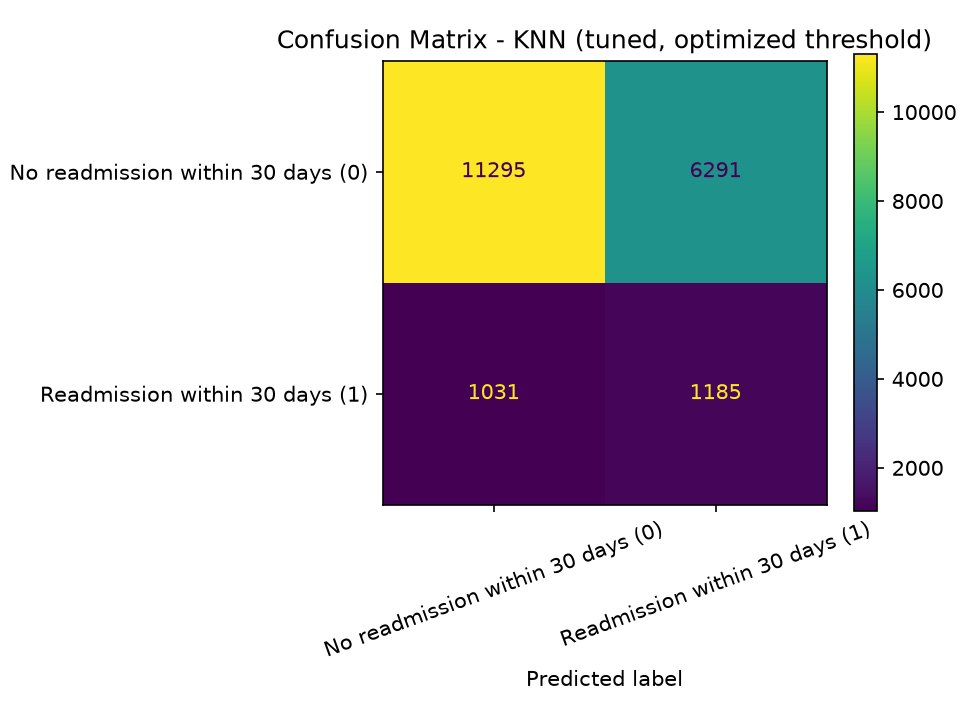 Confusion Matrix - KNN (tuned, optimized threshold)
No readmission within 30 days (0)
11295
6291
Readmission within 30 days (1)
1031
1185
10000
8000
6000
4000
2000
No readmission within 30 days (0)
Readmission within 30 days (1)
Predicted label